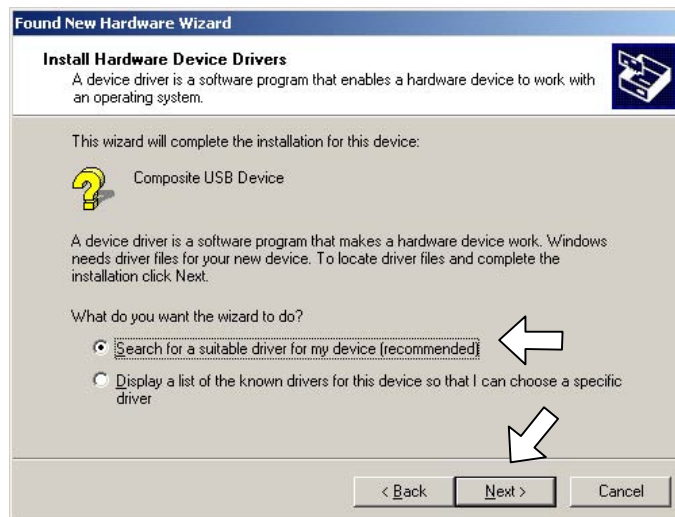 Found New Hardware Wizard
Install Hardware Device Drivers
A device driver is a software program that enables a hardware device to work with
an operating system.
This wizard will complete the installation for this device:
Composite USB Device
A device driver is a software program that makes a hardware device work. Windows
needs driver files for your new device. To locate driver files and complete the
installation click Next.
What do you want the wizard to do?
Search for a suitable driver for my device (recommended)
Display a list of the known drivers for this device so that I can choose a specific
driver
< Back Next > Cancel